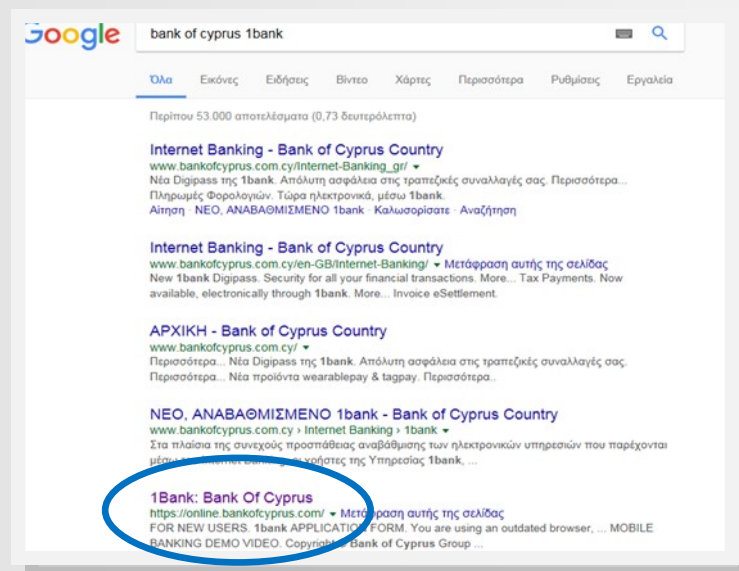 Google
bank of cyprus 1bank
Όλα Εικόνες Ειδήσεις Βίντεο Χάρτες Περισσότερα Ρυθμίσεις Εργαλεία
Περίπου 53.000 αποτελέσματα (0,73 δευτερόλεπτα)
Internet Banking - Bank of Cyprus Country
www.bankofcyprus.com.cy/Internet-Banking_gr/
Νέα Digipass της 1bank. Απόλυτη ασφάλεια στις τραπεζικές συναλλαγές σας. Περισσότερα...
Πληρωμές Φορολογιών. Τώρα ηλεκτρονικά, μέσω 1bank.
Αίτηση · ΝΕΟ, ΑΝΑΒΑΘΜΙΣΜΕΝΟ 1bank · Καλωσορίσατε · Αναζήτηση
Internet Banking - Bank of Cyprus Country
www.bankofcyprus.com.cy/en-GB/Internet-Banking/ Μετάφραση αυτής της σελίδας
New 1bank Digipass. Security for all your financial transactions. More... Tax Payments. Now
available, electronically through 1bank. More... Invoice eSettlement.
ΑΡΧΙΚΗ - Bank of Cyprus Country
www.bankofcyprus.com.cy/
Περισσότερα... Νέα Digipass της 1bank. Απόλυτη ασφάλεια στις τραπεζικές συναλλαγές σας.
Περισσότερα... Νέα προϊόντα wearablepay & tagpay. Περισσότερα..
ΝΕΟ, ΑΝΑΒΑΘΜΙΣΜΕΝΟ 1bank - Bank of Cyprus Country
www.bankofcyprus.com.cy › Internet Banking › 1bank
Στα πλαίσια της συνεχούς προσπάθειας αναβάθμισης των ηλεκτρονικών υπηρεσιών που παρέχονται
μέσω Internet Banking, οι χρήστες της Υπηρεσίας 1bank, ...
1Bank: Bank Of Cyprus
https://online.bankofcyprus.com/ Μετάφραση αυτής της σελίδας
FOR NEW USERS. 1bank APPLICATION FORM. You are using an outdated browser, ... MOBILE
BANKING DEMO VIDEO. Copyright © Bank of Cyprus Group ...